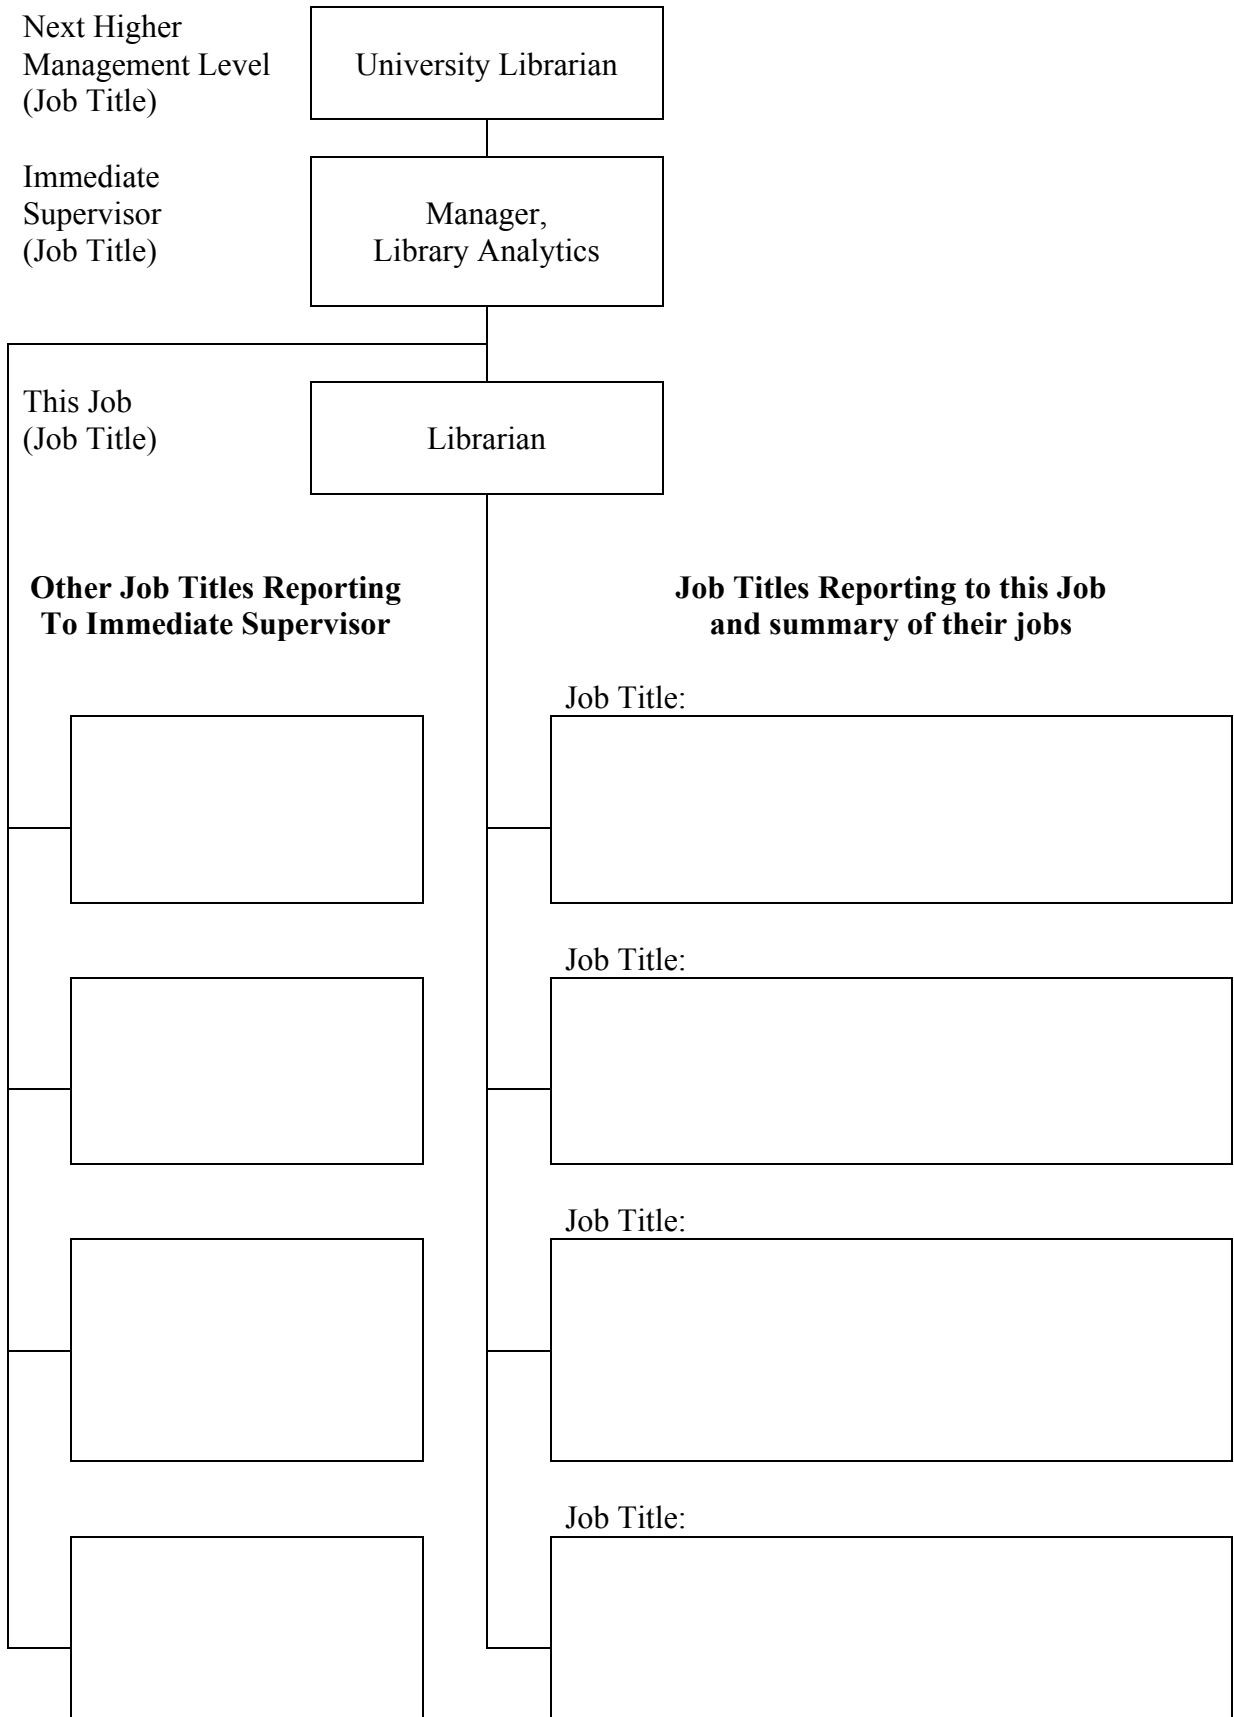 Next Higher
Management Level
(Job Title)
University Librarian
Immediate
Supervisor
(Job Title)
Manager,
Library Analytics
This Job
(Job Title)
Librarian
Other Job Titles Reporting
To Immediate Supervisor
Job Titles Reporting to this Job
and summary of their jobs
Job Title:
Job Title:
Job Title:
Job Title: